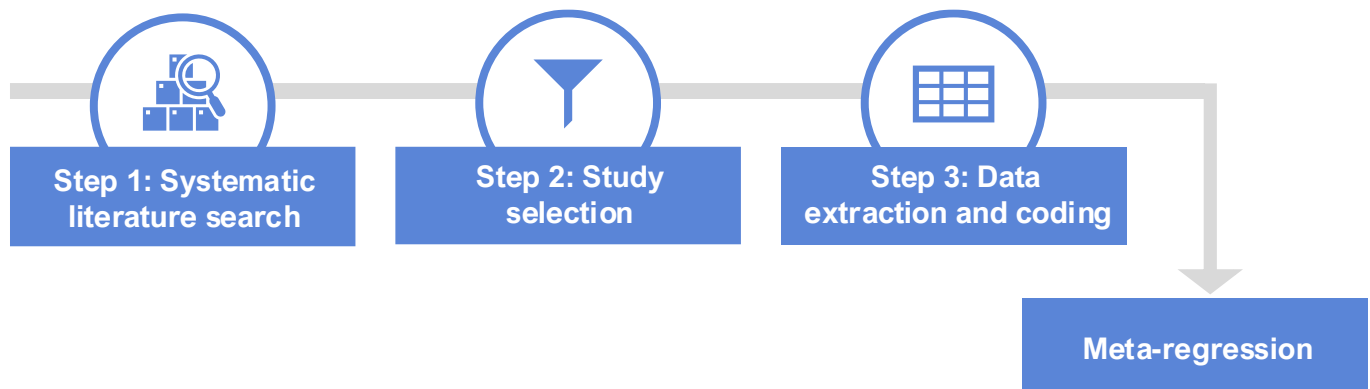 Step 1: Systematic
literature search
Step 2: Study
selection
Step 3: Data
extraction and coding
Meta-regression